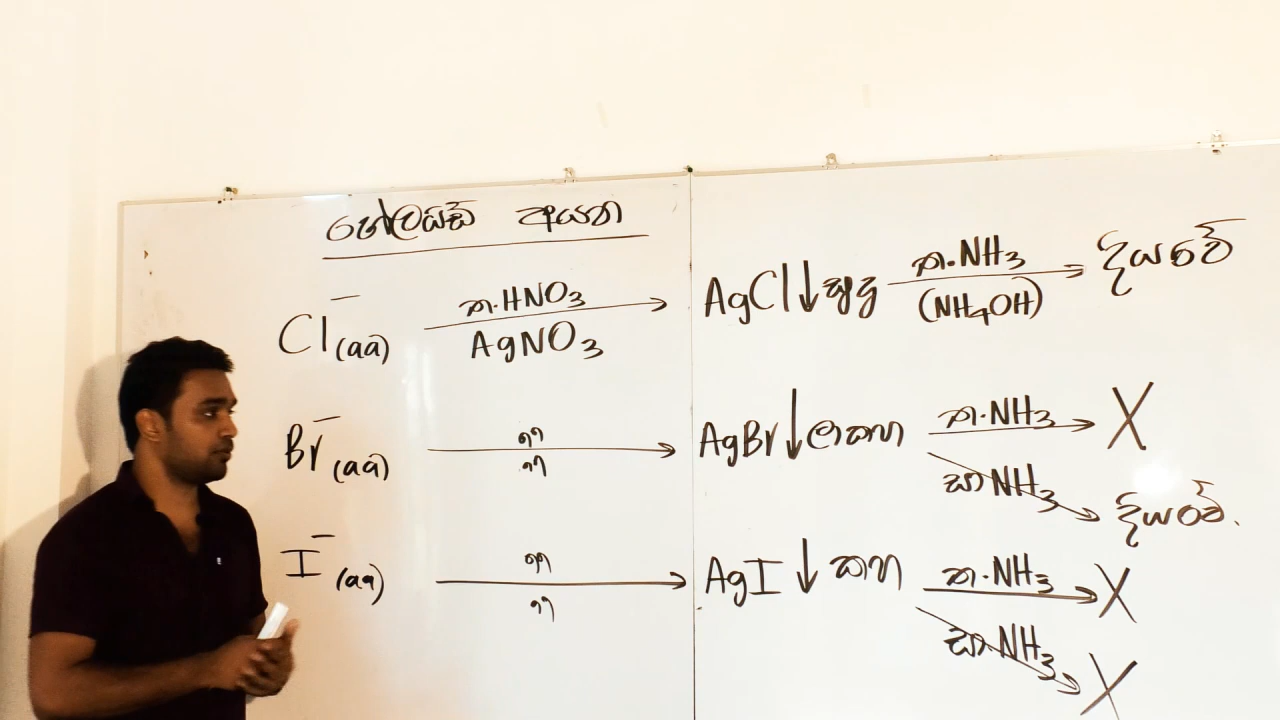 හේලයිඩ අයන
Cl⁻(aq) ත.HNO3 AgNO3 → AgCl↓සුදු ත.NH3 (NH4OH) → දියවේ
Br⁻(aq) "  " → AgBr↓ලාකහ ත.NH3 → X
සා NH3 → දියවේ.
I⁻(aq) "  " → AgI↓කහ ත.NH3 → X
සා.NH3 → X